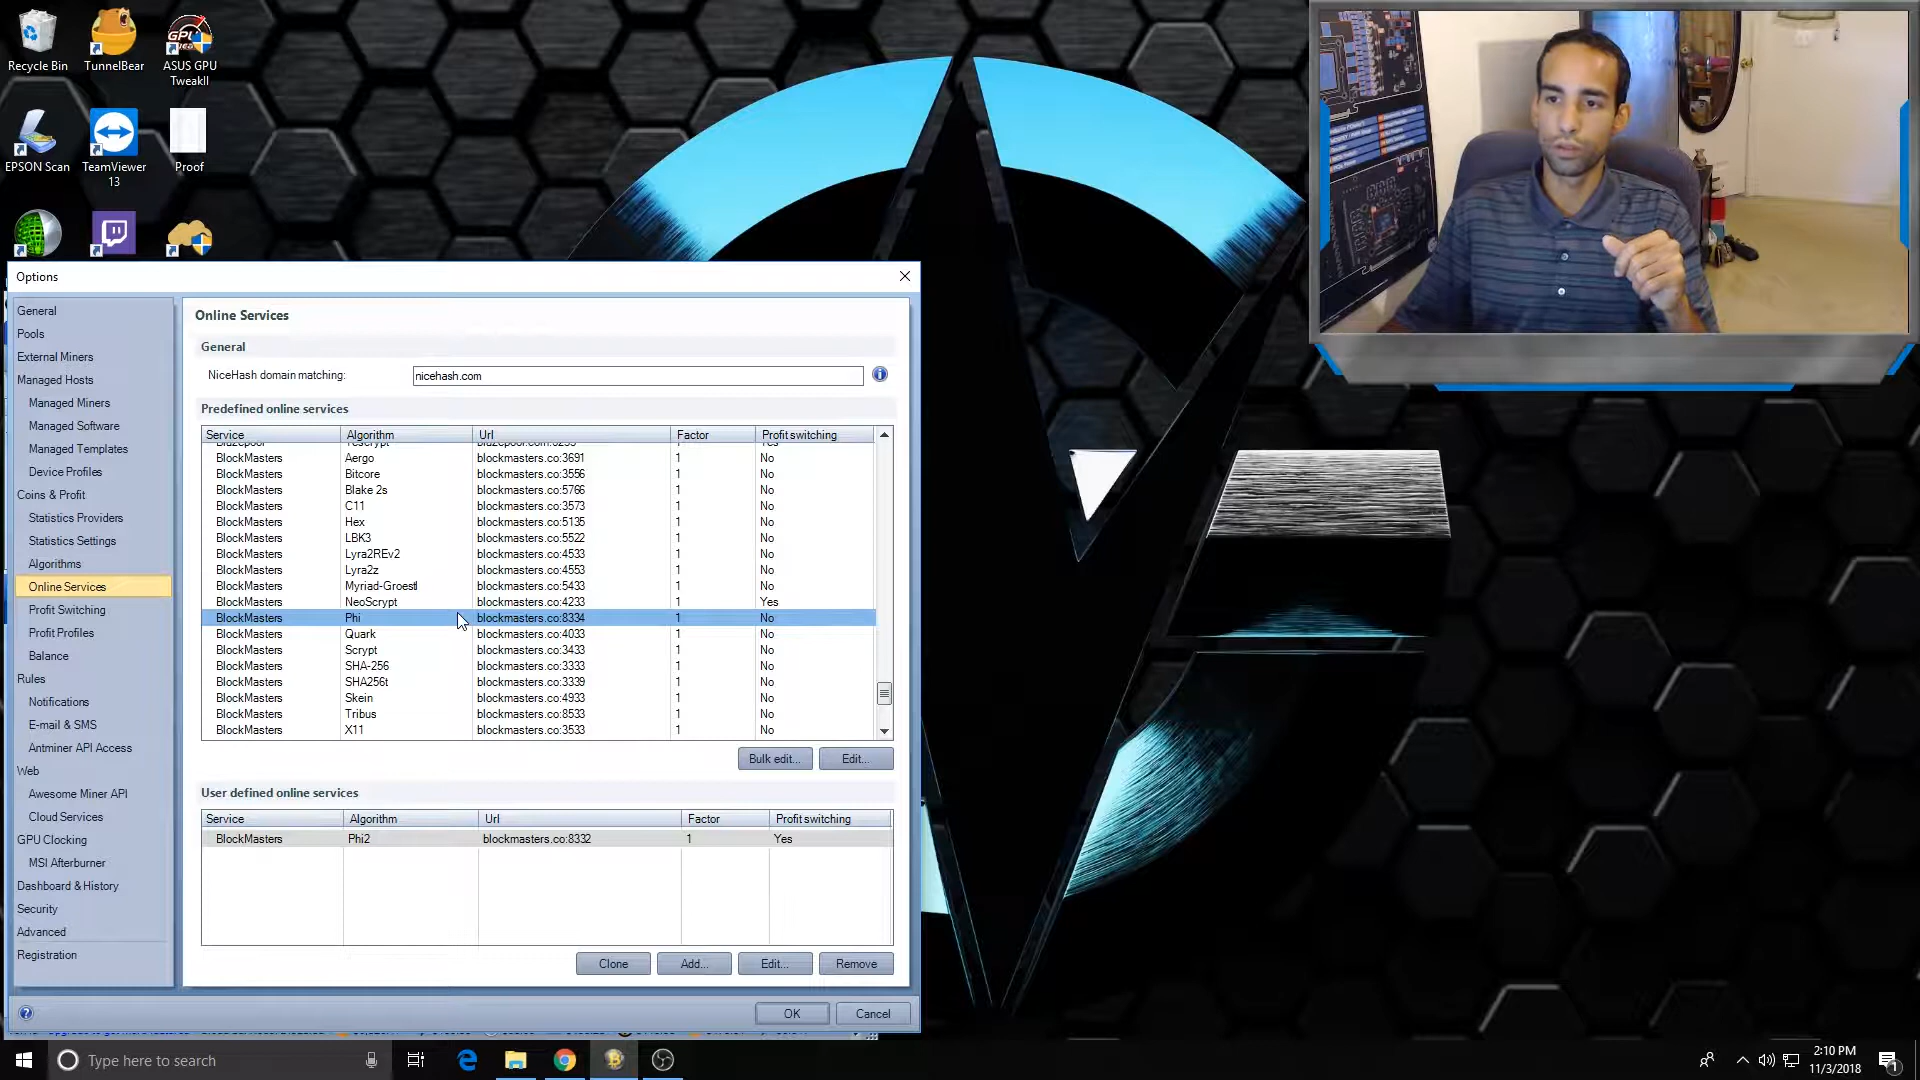 Recycle Bin
TunnelBear
ASUS GPU
TweakII
EPSON Scan
TeamViewer
13
Proof
Options
General
Pools
External Miners
Managed Hosts
Managed Miners
Managed Software
Managed Templates
Device Profiles
Coins & Profit
Statistics Providers
Statistics Settings
Algorithms
Online Services
Profit Switching
Profit Profiles
Balance
Rules
Notifications
E-mail & SMS
Antminer API Access
Web
Awesome Miner API
Cloud Services
GPU Clocking
MSI Afterburner
Dashboard & History
Security
Advanced
Registration
Online Services
General
NiceHash domain matching: nicehash.com
Predefined online services
Service Algorithm Url Factor Profit switching
BlockMasters Aergo blockmasters.co:3691 1 No
BlockMasters Bitcore blockmasters.co:3556 1 No
BlockMasters Blake 2s blockmasters.co:5766 1 No
BlockMasters C11 blockmasters.co:3573 1 No
BlockMasters Hex blockmasters.co:5135 1 No
BlockMasters LBK3 blockmasters.co:5522 1 No
BlockMasters Lyra2REv2 blockmasters.co:4533 1 No
BlockMasters Lyra2z blockmasters.co:4553 1 No
BlockMasters Myriad-Groestl blockmasters.co:5433 1 No
BlockMasters NeoScrypt blockmasters.co:4233 1 Yes
BlockMasters Phi blockmasters.co:8334 1 No
BlockMasters Quark blockmasters.co:4033 1 No
BlockMasters Scrypt blockmasters.co:3433 1 No
BlockMasters SHA-256 blockmasters.co:3333 1 No
BlockMasters SHA256t blockmasters.co:3339 1 No
BlockMasters Skein blockmasters.co:4933 1 No
BlockMasters Tribus blockmasters.co:8533 1 No
BlockMasters X11 blockmasters.co:3533 1 No
Bulk edit... Edit...
User defined online services
Service Algorithm Url Factor Profit switching
BlockMasters Phi2 blockmasters.co:8332 1 Yes
Clone Add... Edit... Remove
OK Cancel
Type here to search
2:10 PM
11/3/2018